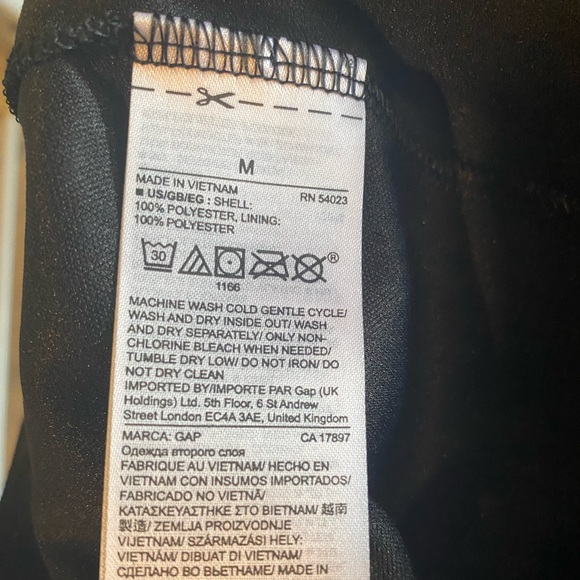 M
MADE IN VIETNAM RN 54023
■ US/GB/EG : SHELL:
100% POLYESTER, LINING:
100% POLYESTER
30 ®
1166
MACHINE WASH COLD GENTLE CYCLE/
WASH AND DRY INSIDE OUT/ WASH
AND DRY SEPARATELY/ ONLY NON-
CHLORINE BLEACH WHEN NEEDED/
TUMBLE DRY LOW/ DO NOT IRON/ DO
NOT DRY CLEAN
IMPORTED BY/IMPORTE PAR Gap (UK
Holdings) Ltd. 5th Floor, 6 St Andrew
Street London EC4A 3AE, United Kingdom
MARCA: GAP CA 17897
Одежда второго слоя
FABRIQUE AU VIETNAM/ HECHO EN
VIETNAM CON INSUMOS IMPORTADOS/
FABRICADO NO VIETNÃ/
ΚΑΤΑΣΚΕΥΑΣΤΗΚΕ ΣΤΟ ΒΙΕΤΝΑΜ/ 越南
製造/ ZEMLJA PROIZVODNJE
VIJETNAM/ SZÁRMAZÁSI HELY:
VIETNÁM/ DIBUAT DI VIETNAM/
СДЕЛАНО ВО ВЬЕТНАМЕ/ MADE IN